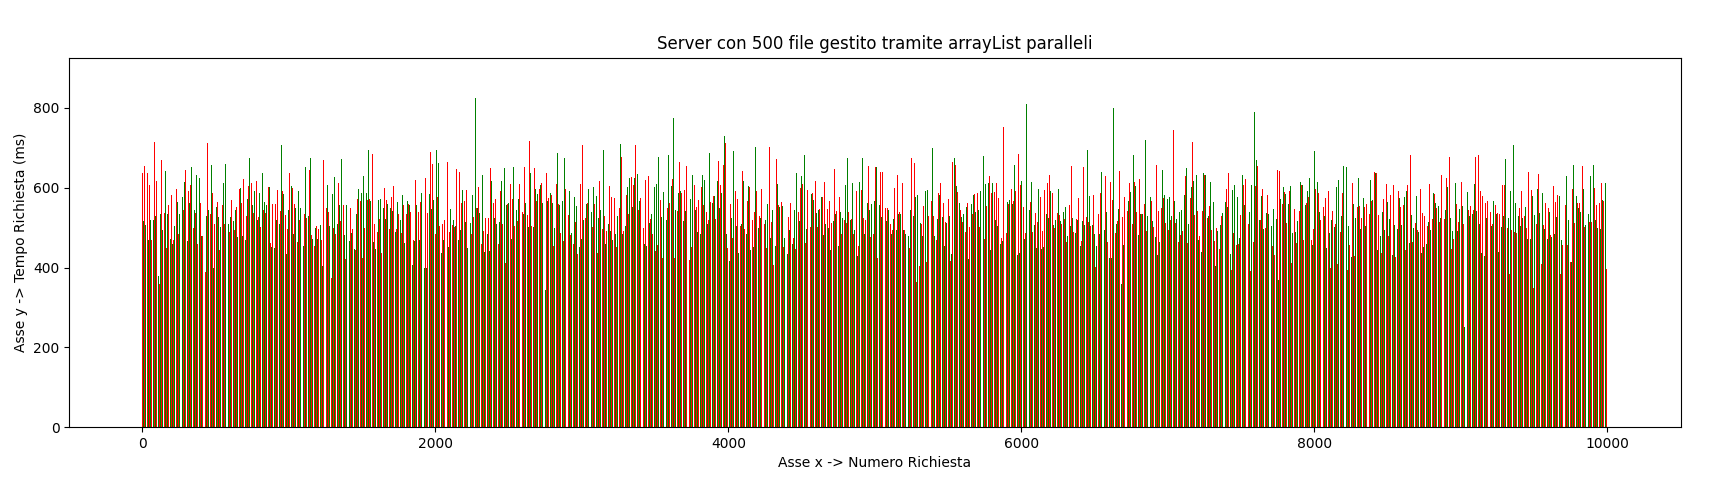 Server con 500 file gestito tramite arrayList paralleli
Asse y -> Tempo Richiesta (ms)
800
600
400
200
0
0 2000 4000 6000 8000 10000
Asse x -> Numero Richiesta